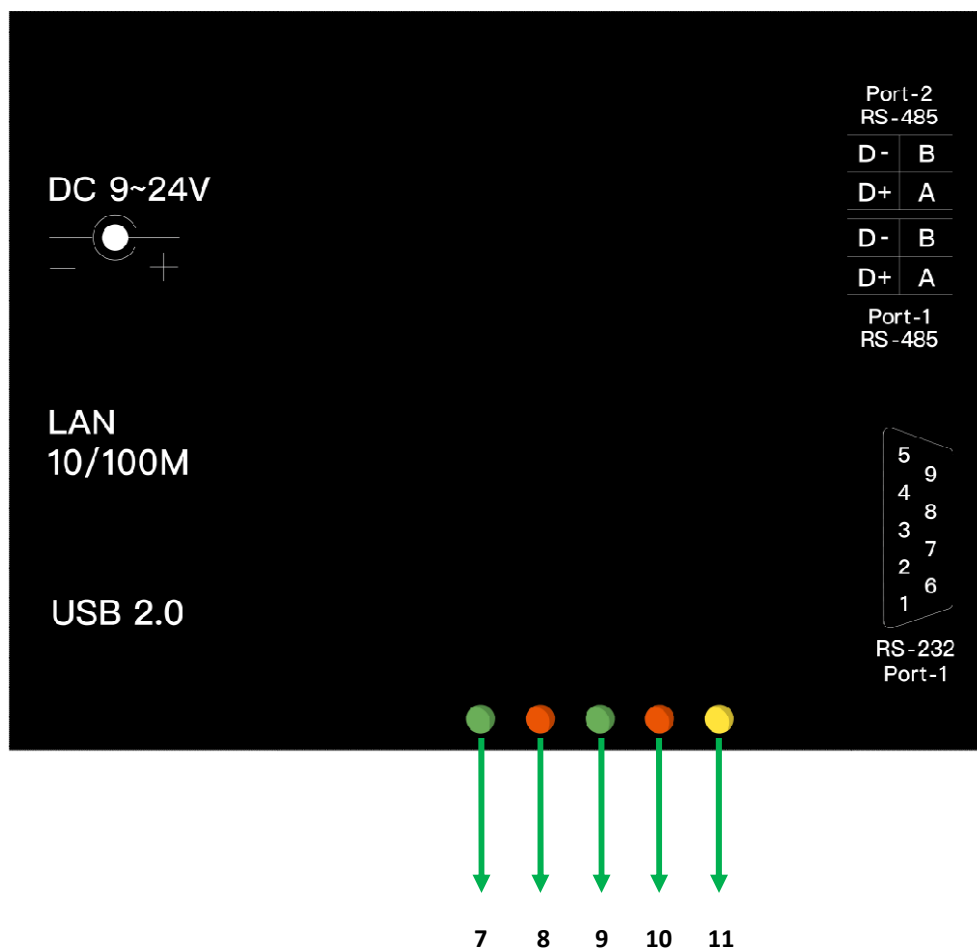 DC 9~24V
— +
LAN
10/100M
USB 2.0
Port-2
RS-485
D- B
D+ A
D- B
D+ A
Port-1
RS-485
5
9
4
8
3
7
2
6
1
RS-232
Port-1
7 8 9 10 11